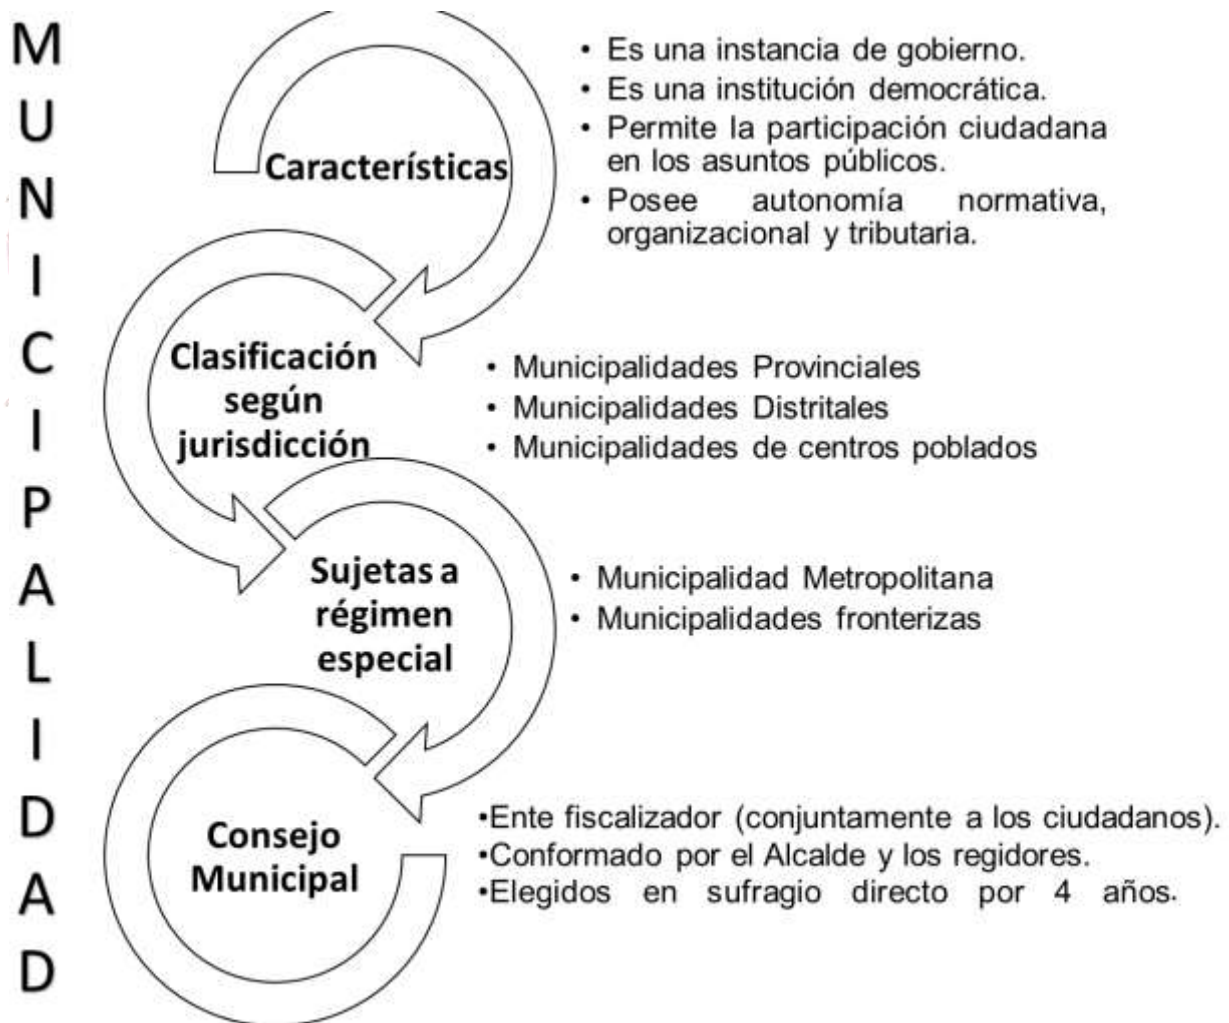 MUNICIPALIDAD
Características
• Es una instancia de gobierno.
• Es una institución democrática.
• Permite la participación ciudadana
en los asuntos públicos.
• Posee autonomía normativa,
organizacional y tributaria.
Clasificación
según
jurisdicción
• Municipalidades Provinciales
• Municipalidades Distritales
• Municipalidades de centros poblados
Sujetas a
régimen
especial
• Municipalidad Metropolitana
• Municipalidades fronterizas
Consejo
Municipal
•Ente fiscalizador (conjuntamente a los ciudadanos).
•Conformado por el Alcalde y los regidores.
•Elegidos en sufragio directo por 4 años.